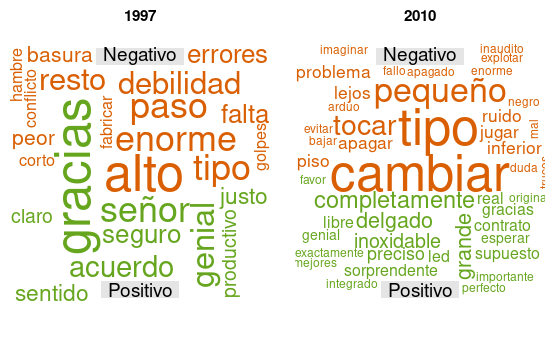 1997
Negativo
basura
errores
hambre
conflicto
resto
debilidad
fabricar
paso
falta
golpes
peor
enorme
corto
alto
tipo
gracias
justo
claro
señor
genial
productivo
seguro
acuerdo
sentido
Positivo
2010
imaginar
Negativo
inaudito
explotar
problema
fallo
apagado
enorme
lejos
pequeño
negro
arduo
ruido
evitar
tocar
tipo
jugar
mal
bajar
apagar
inferior
piso
cambiar
duda
trucos
favor
completamente
real
original
gracias
libre
delgado
grande
contrato
genial
inoxidable
esperar
exactamente
preciso
led
supuesto
mejores
sorprendente
importante
integrado
perfecto
Positivo